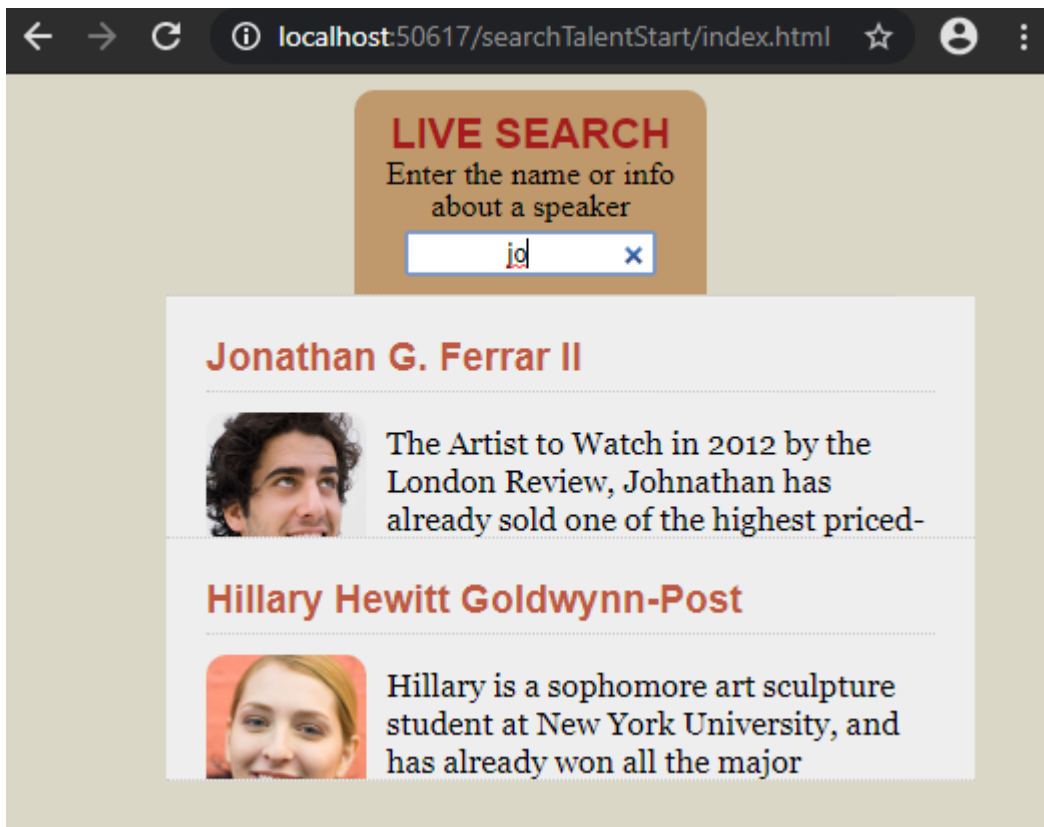 localhost:50617/searchTalentStart/index.html
LIVE SEARCH
Enter the name or info
about a speaker
jo
Jonathan G. Ferrar II
The Artist to Watch in 2012 by the
London Review, Johnathan has
already sold one of the highest priced-
Hillary Hewitt Goldwynn-Post
Hillary is a sophomore art sculpture
student at New York University, and
has already won all the major